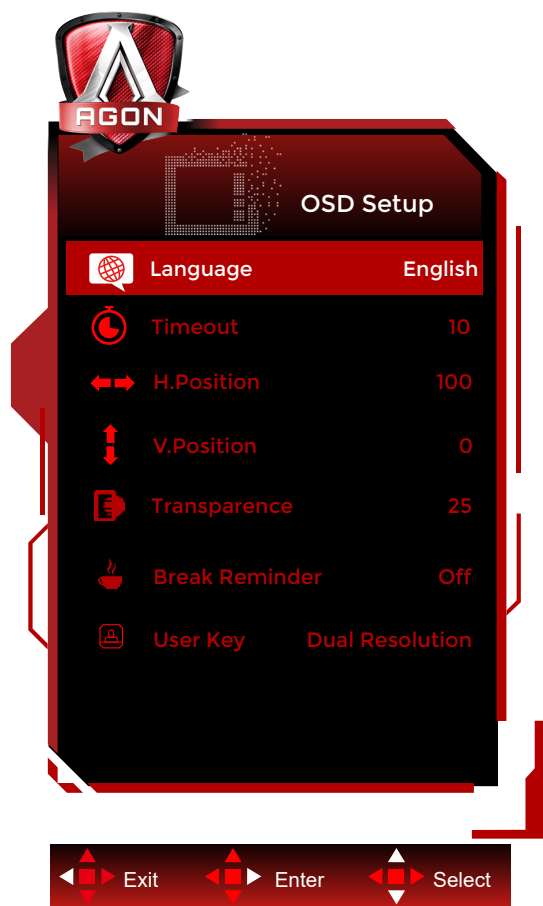 AGON
OSD Setup
Language English
Timeout 10
H.Position 100
V.Position 0
Transparence 25
Break Reminder Off
User Key Dual Resolution
Exit Enter Select